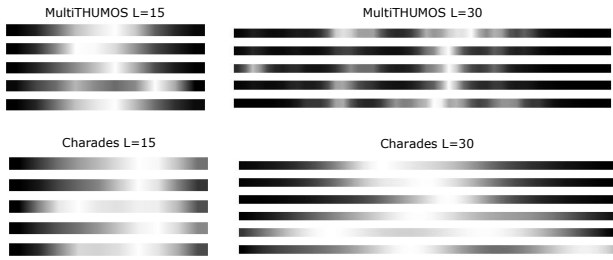 MultiTHUMOS L=15
MultiTHUMOS L=30
Charades L=15
Charades L=30